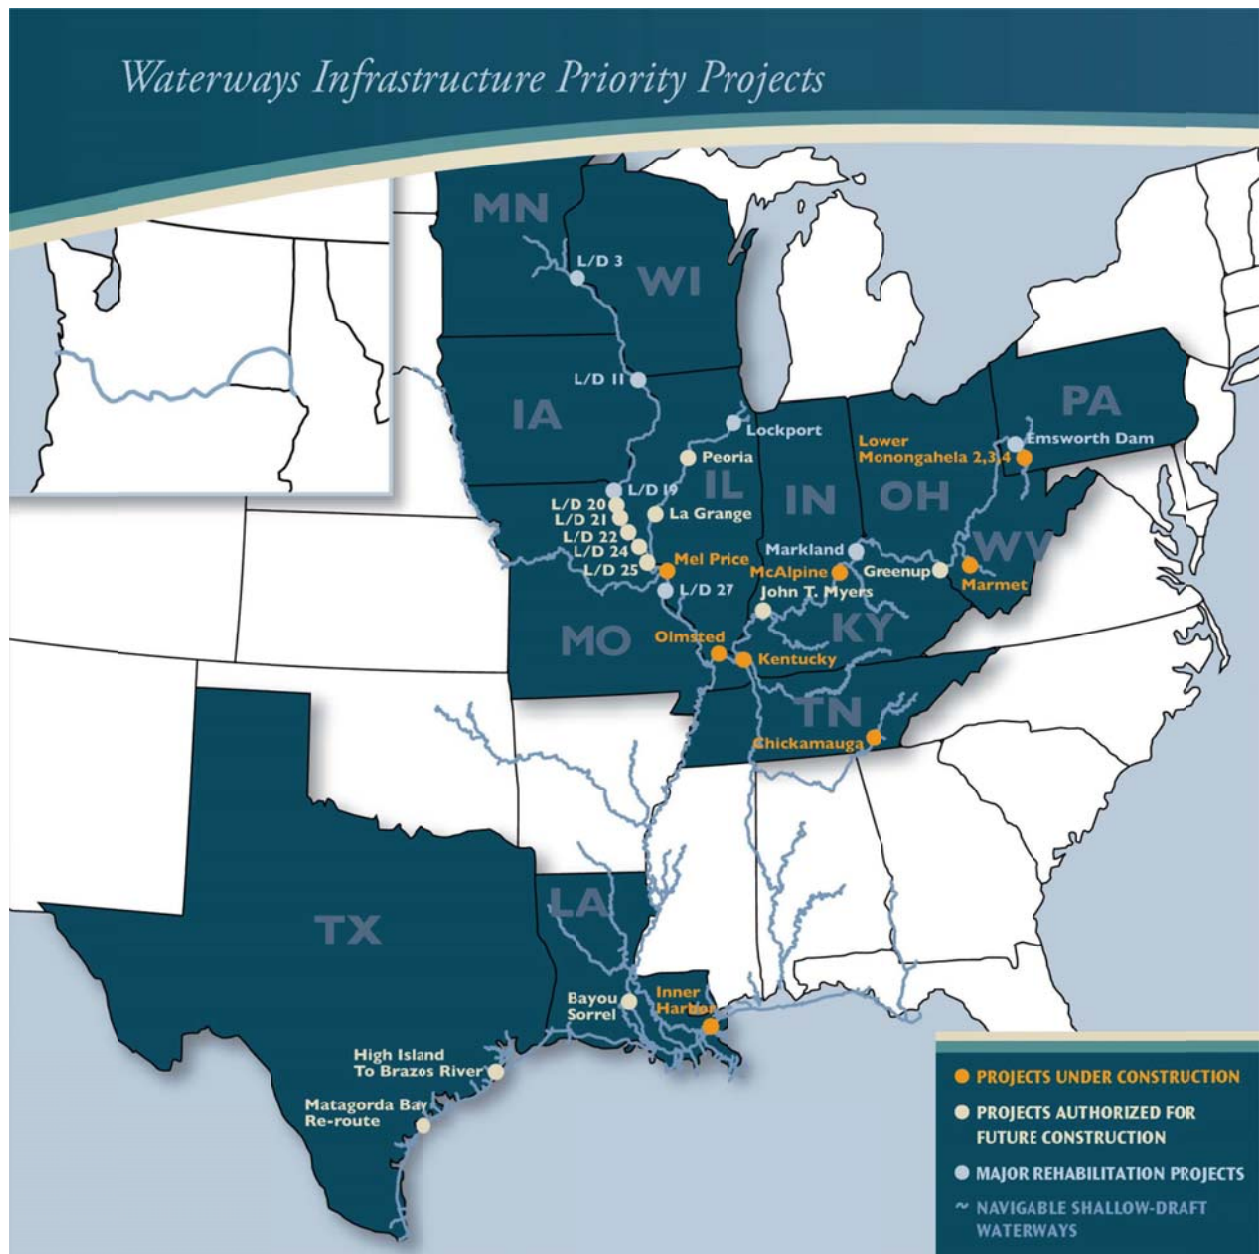 Waterways Infrastructure Priority Projects
MN
L/D 3
WI
L/D 11
IA
Lockport
Peoria
PA
Lower
Monongahela 2,3,4
Emsworth Dam
L/D 19
IL
IN
OH
L/D 20
L/D 21
La Grange
L/D 22
L/D 24
L/D 25
Mel Price
Markland
WV
McAlpine
Greenup
Marmet
L/D 27
John T. Myers
MO
KY
Olmsted
Kentucky
TN
Chickamauga
TX
LA
Bayou
Sorrel
Inner
Harbor
High Island
To Brazos River
Matagorda Bay
Re-route
PROJECTS UNDER CONSTRUCTION
PROJECTS AUTHORIZED FOR
FUTURE CONSTRUCTION
MAJOR REHABILITATION PROJECTS
~ NAVIGABLE SHALLOW-DRAFT
WATERWAYS